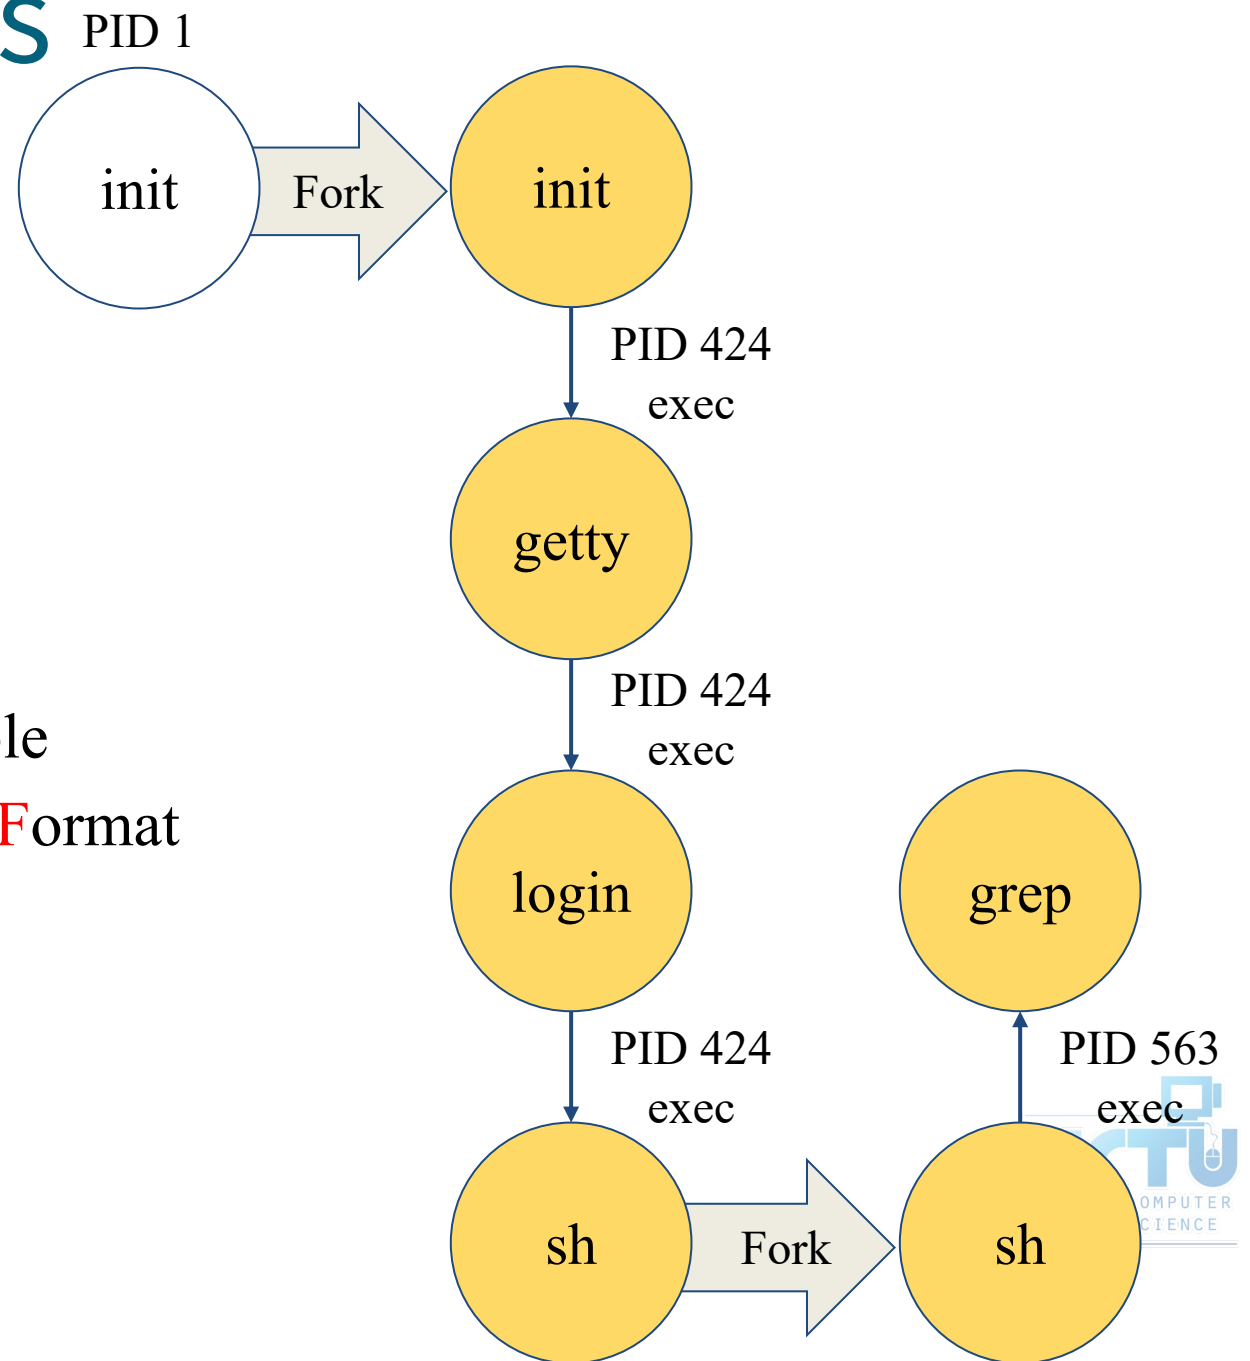 s
PID 1
init
Fork
init
PID 424
exec
getty
PID 424
exec
le
Format
login
grep
PID 424
exec
PID 563
exec
TU
OMPUTER
CIENCE
sh
Fork
sh